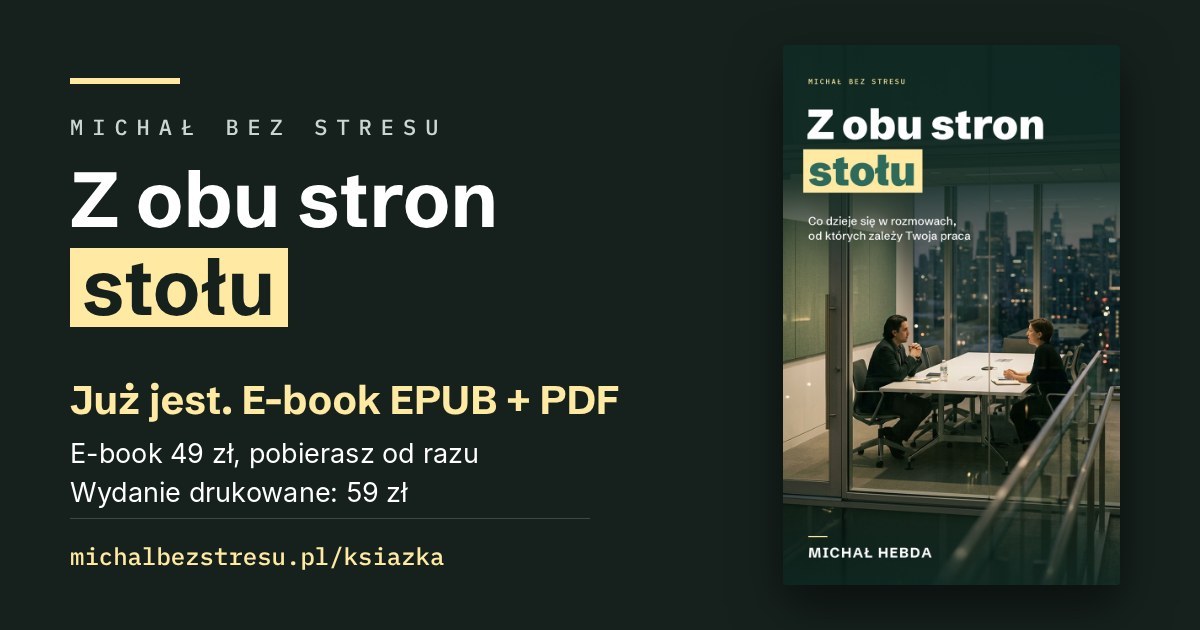 MICHAŁ BEZ STRESU
Z obu stron
stołu
Już jest. E-book EPUB + PDF
E-book 49 zł, pobierasz od razu
Wydanie drukowane: 59 zł
michalbezstresu.pl/ksiazka
MICHAŁ BEZ STRESU
Z obu stron
stołu
Co dzieje się w rozmowach,
od których zależy Twoja praca
MICHAŁ HEBDA